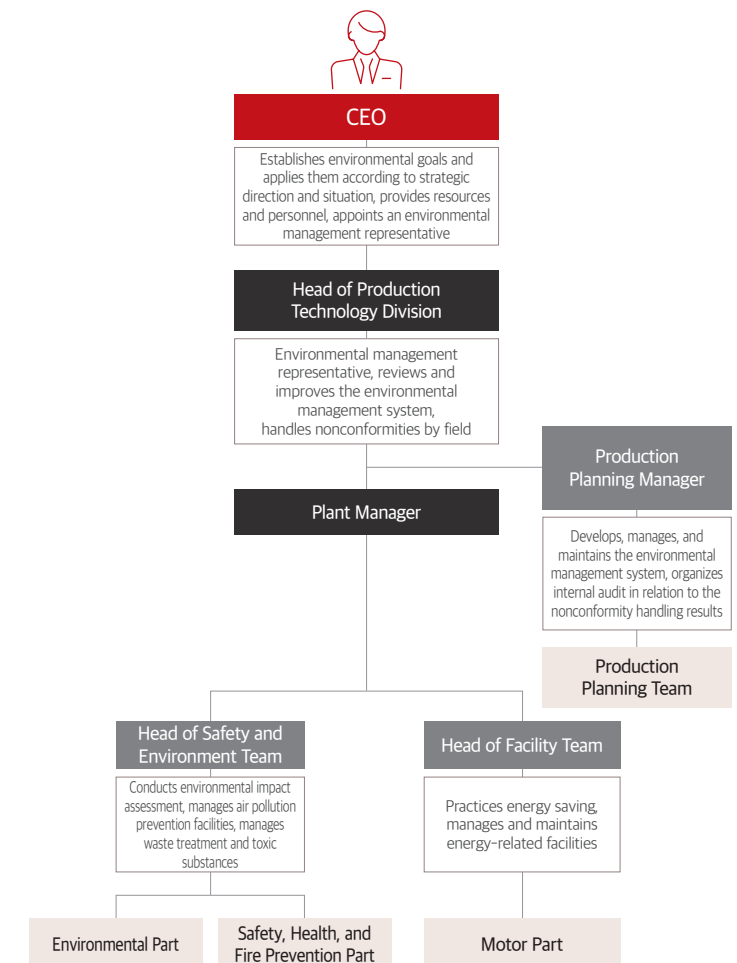 CEO
Establishes environmental goals and
applies them according to strategic
direction and situation, provides resources
and personnel, appoints an environmental
management representative
Head of Production
Technology Division
Environmental management
representative, reviews and
improves the environmental
management system,
handles nonconformities by field
Production
Planning Manager
Plant Manager
Develops, manages, and
maintains the environmental
management system, organizes
internal audit in relation to the
nonconformity handling results
Production
Planning Team
Head of Safety and
Environment Team
Conducts environmental impact
assessment, manages air pollution
prevention facilities, manages
waste treatment and toxic
substances
Head of Facility Team
Practices energy saving,
manages and maintains
energy-related facilities
Environmental Part
Safety, Health, and
Fire Prevention Part
Motor Part